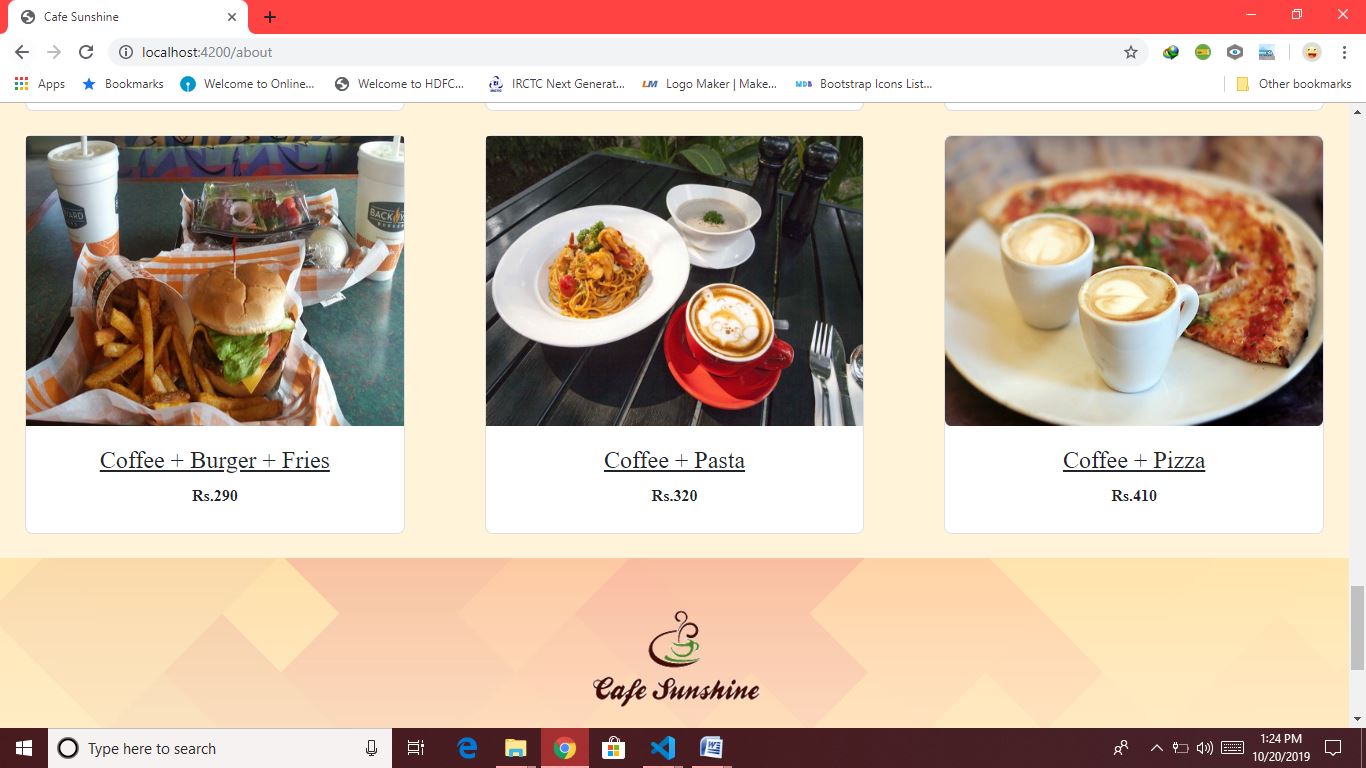 Cafe Sunshine
localhost:4200/about
Apps
Bookmarks
Welcome to Online...
Welcome to HDFC...
IRCTC Next Generat...
LM
Logo Maker | Make...
MDB
Bootstrap Icons List...
Other bookmarks
BACK
Coffee + Burger + Fries
Coffee + Pasta
Coffee + Pizza
Rs.290
Rs.320
Rs.410
Cafe Sunshine
Type here to search
1:24 PM
10/20/2019